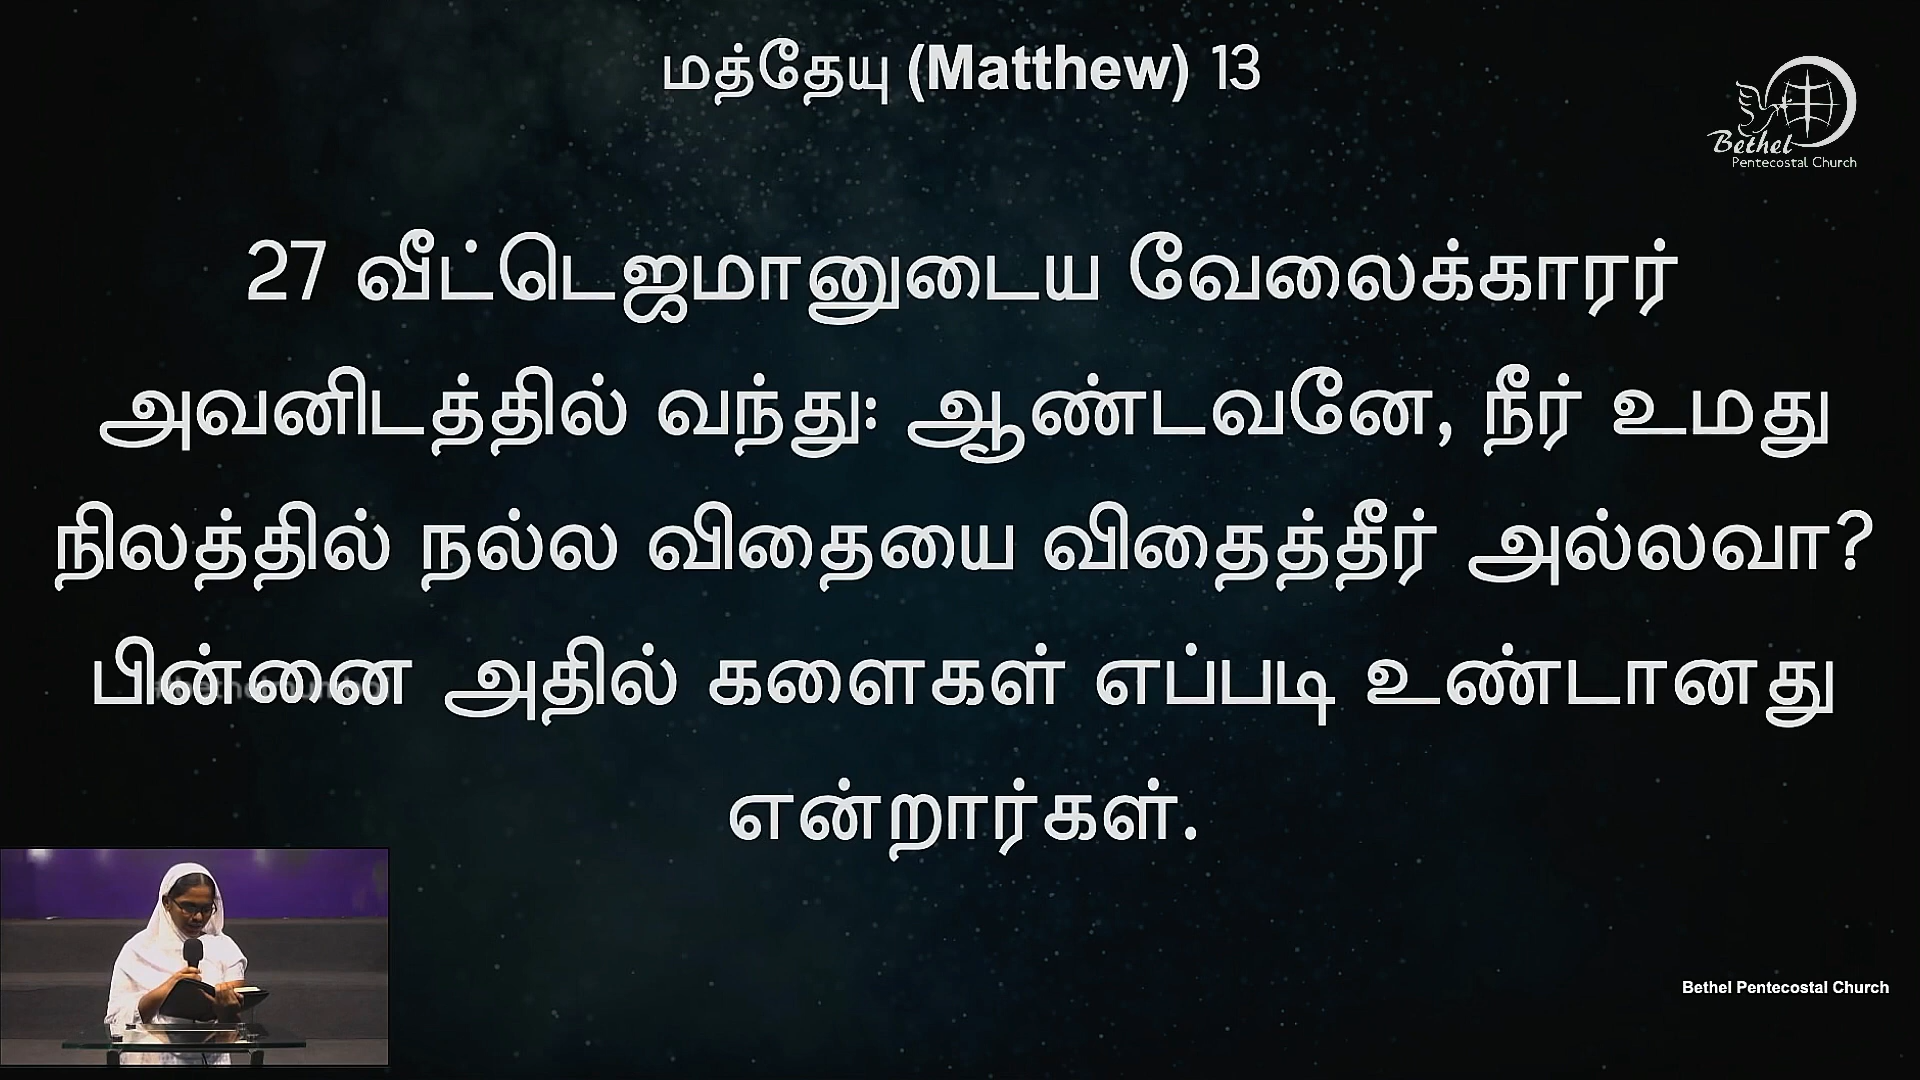 மத்தேயு (Matthew) 13
Bethel
Pentecostal Church
27 வீட்டெஜமானுடைய வேலைக்காரர்
அவனிடத்தில் வந்து: ஆண்டவனே, நீர் உமது
நிலத்தில் நல்ல விதையை விதைத்தீர் அல்லவா?
பின்னை அதில் களைகள் எப்படி உண்டானது
என்றார்கள்.
Bethel Pentecostal Church